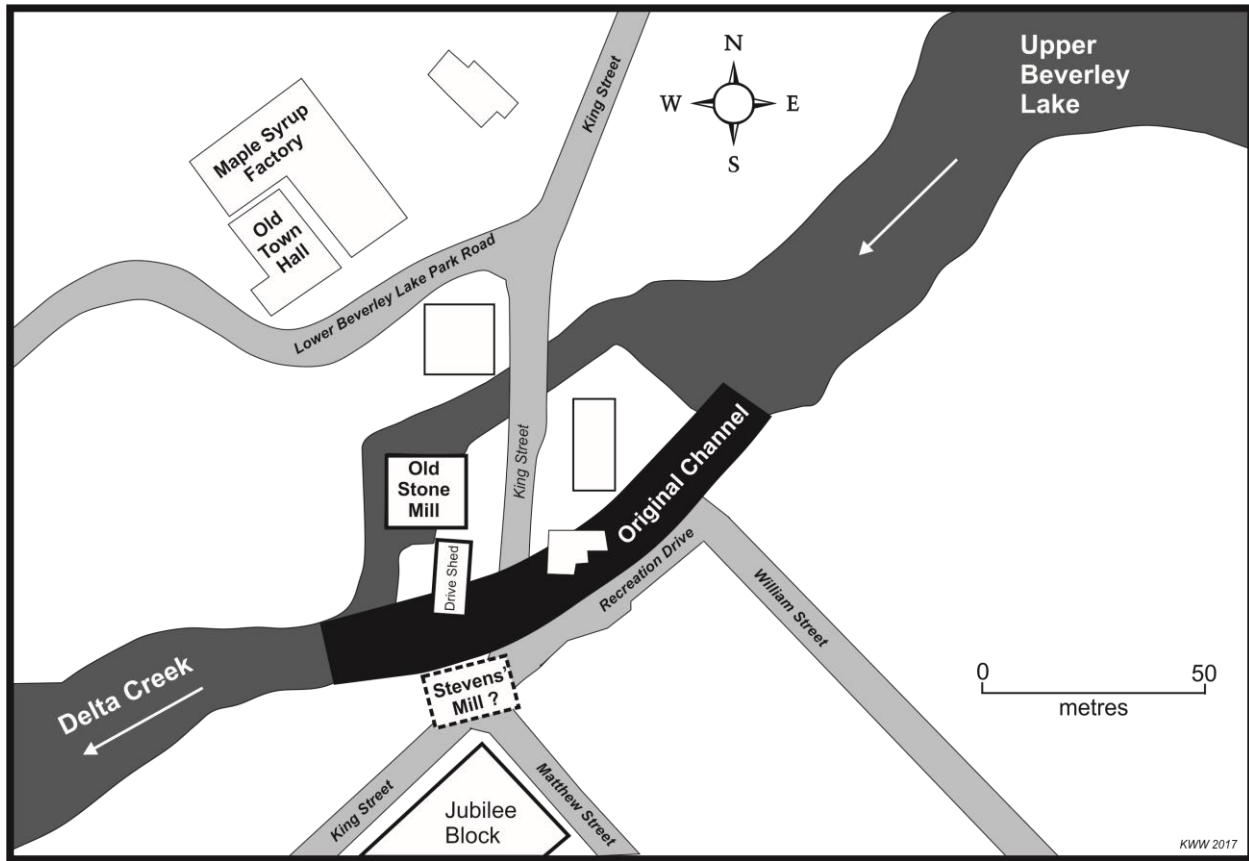 Upper
Beverley
Lake
N
W
E
S
King Street
Maple Syrup
Factory
Old
Town
Hall
Lower Beverley Lake Park Road
King Street
Original Channel
Old
Stone
Mill
Drive Shed
Recreation Drive
William Street
Stevens'
Mill ?
Delta Creek
0
50
metres
King Street
Matthew Street
Jubilee
Block
KWW 2017